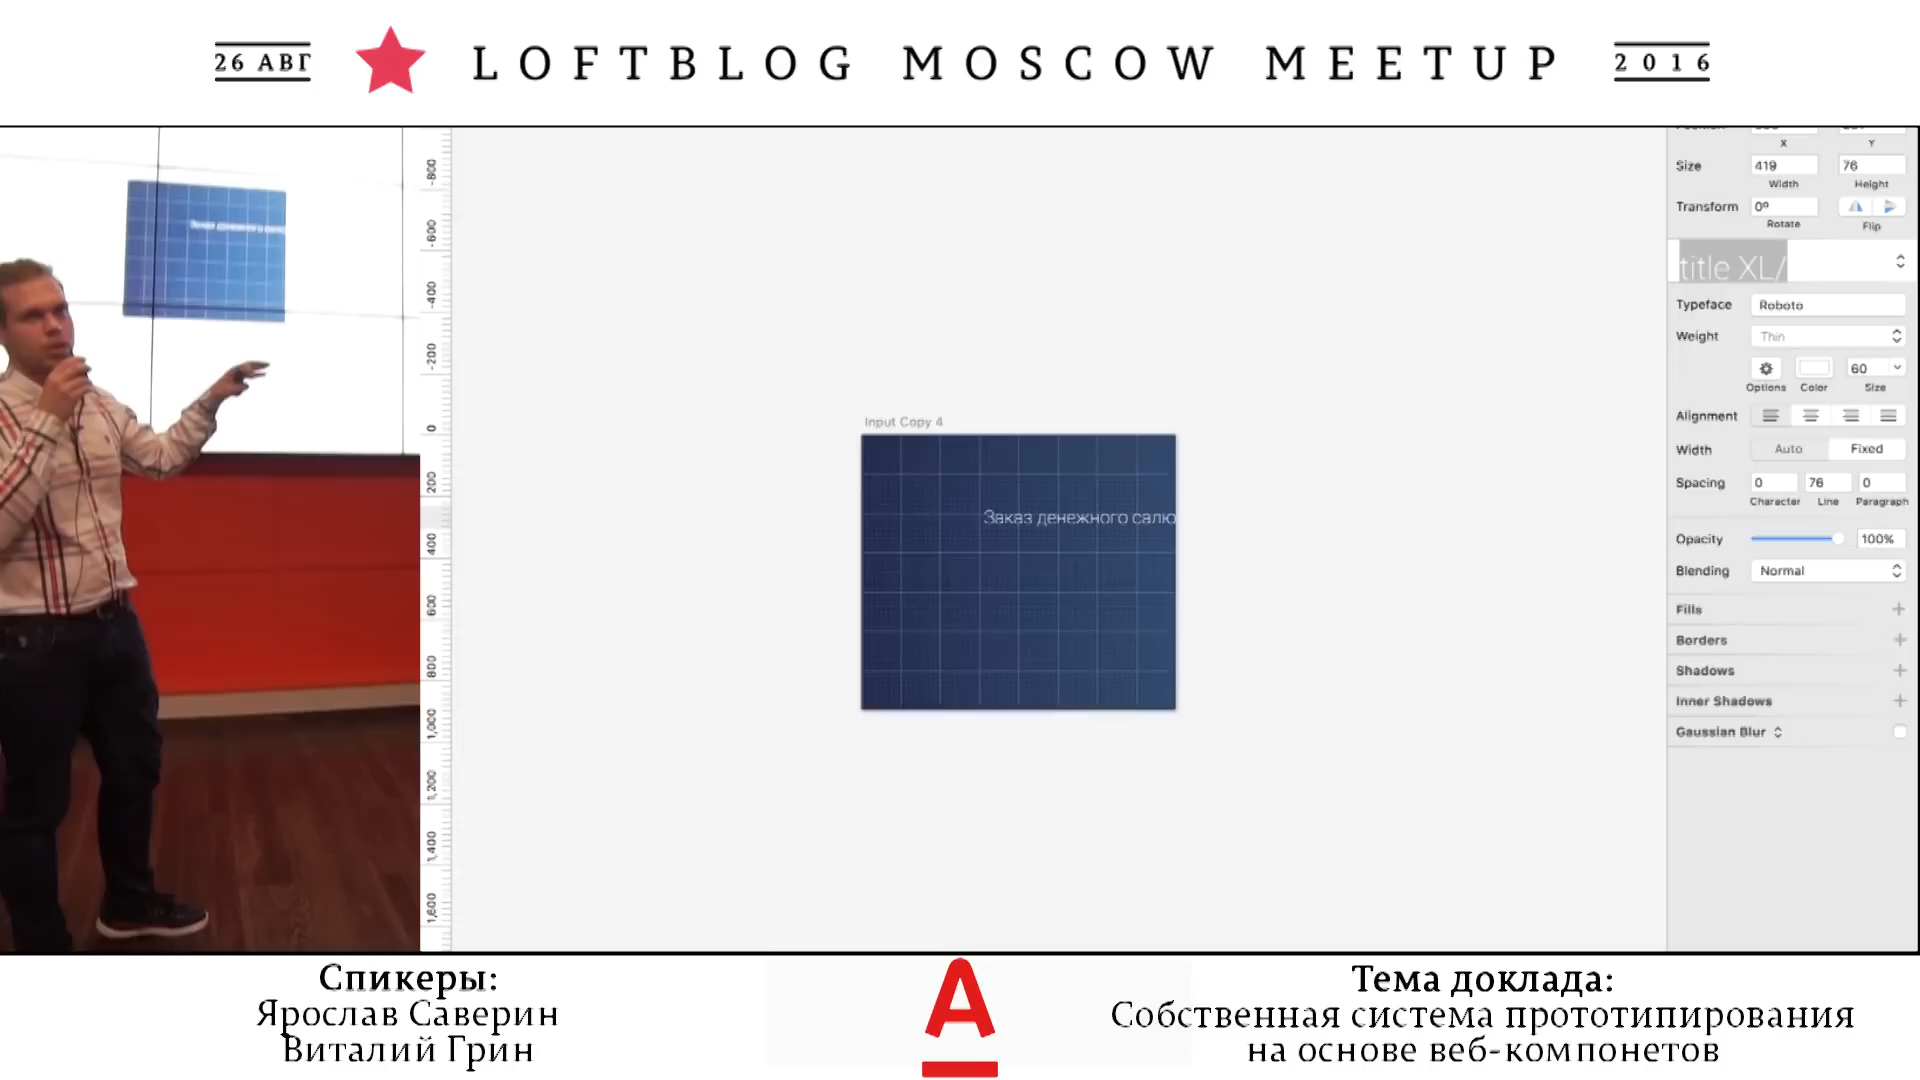 26 АВГ
LOFTBLOG MOSCOW MEETUP
2016
X
Y
Size
419
76
Width
Height
Transform
0º
Rotate
Flip
title XL/
Typeface
Roboto
Weight
Thin
60
Options
Color
Size
Alignment
Width
Auto
Fixed
Spacing
0
76
0
Character
Line
Paragraph
Opacity
100%
Blending
Normal
Fills
Borders
Shadows
Inner Shadows
Gaussian Blur
-800
-600
-400
-200
0
200
400
600
800
1,000
1,200
1,400
1,600
Input Copy 4
Заказ денежного салю
Спикеры:
Ярослав Саверин
Виталий Грин
А
Тема доклада:
Собственная система прототипирования
на основе веб-компонетов